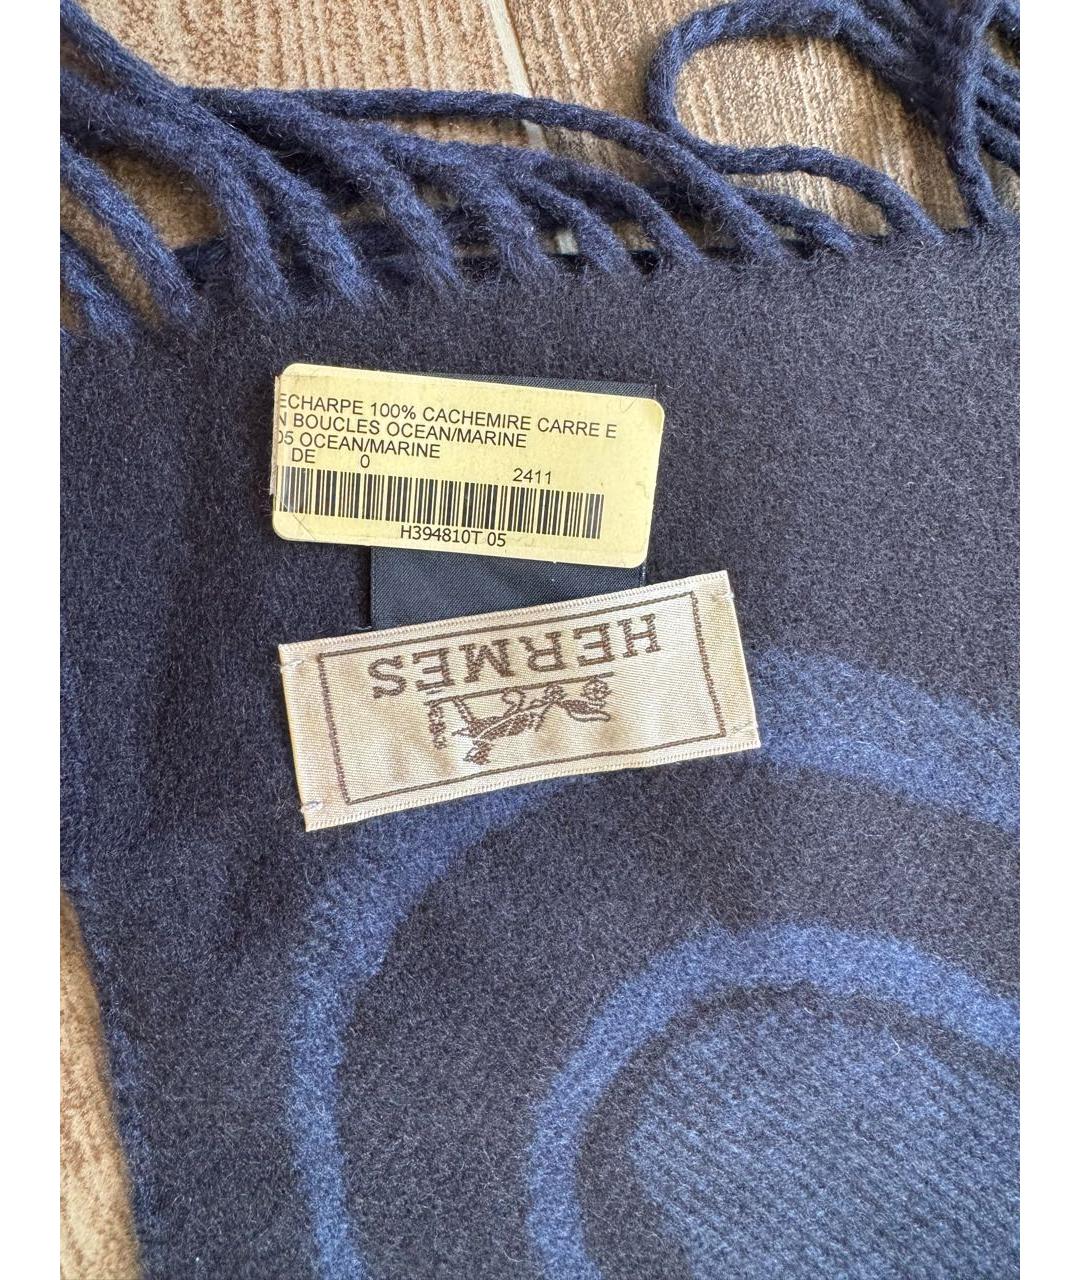 ECHARPE 100% CACHEMIRE CARRE E
N BOUCLES OCEAN/MARINE
05 OCEAN/MARINE
DE 0 2411
H394810T 05
HERMES